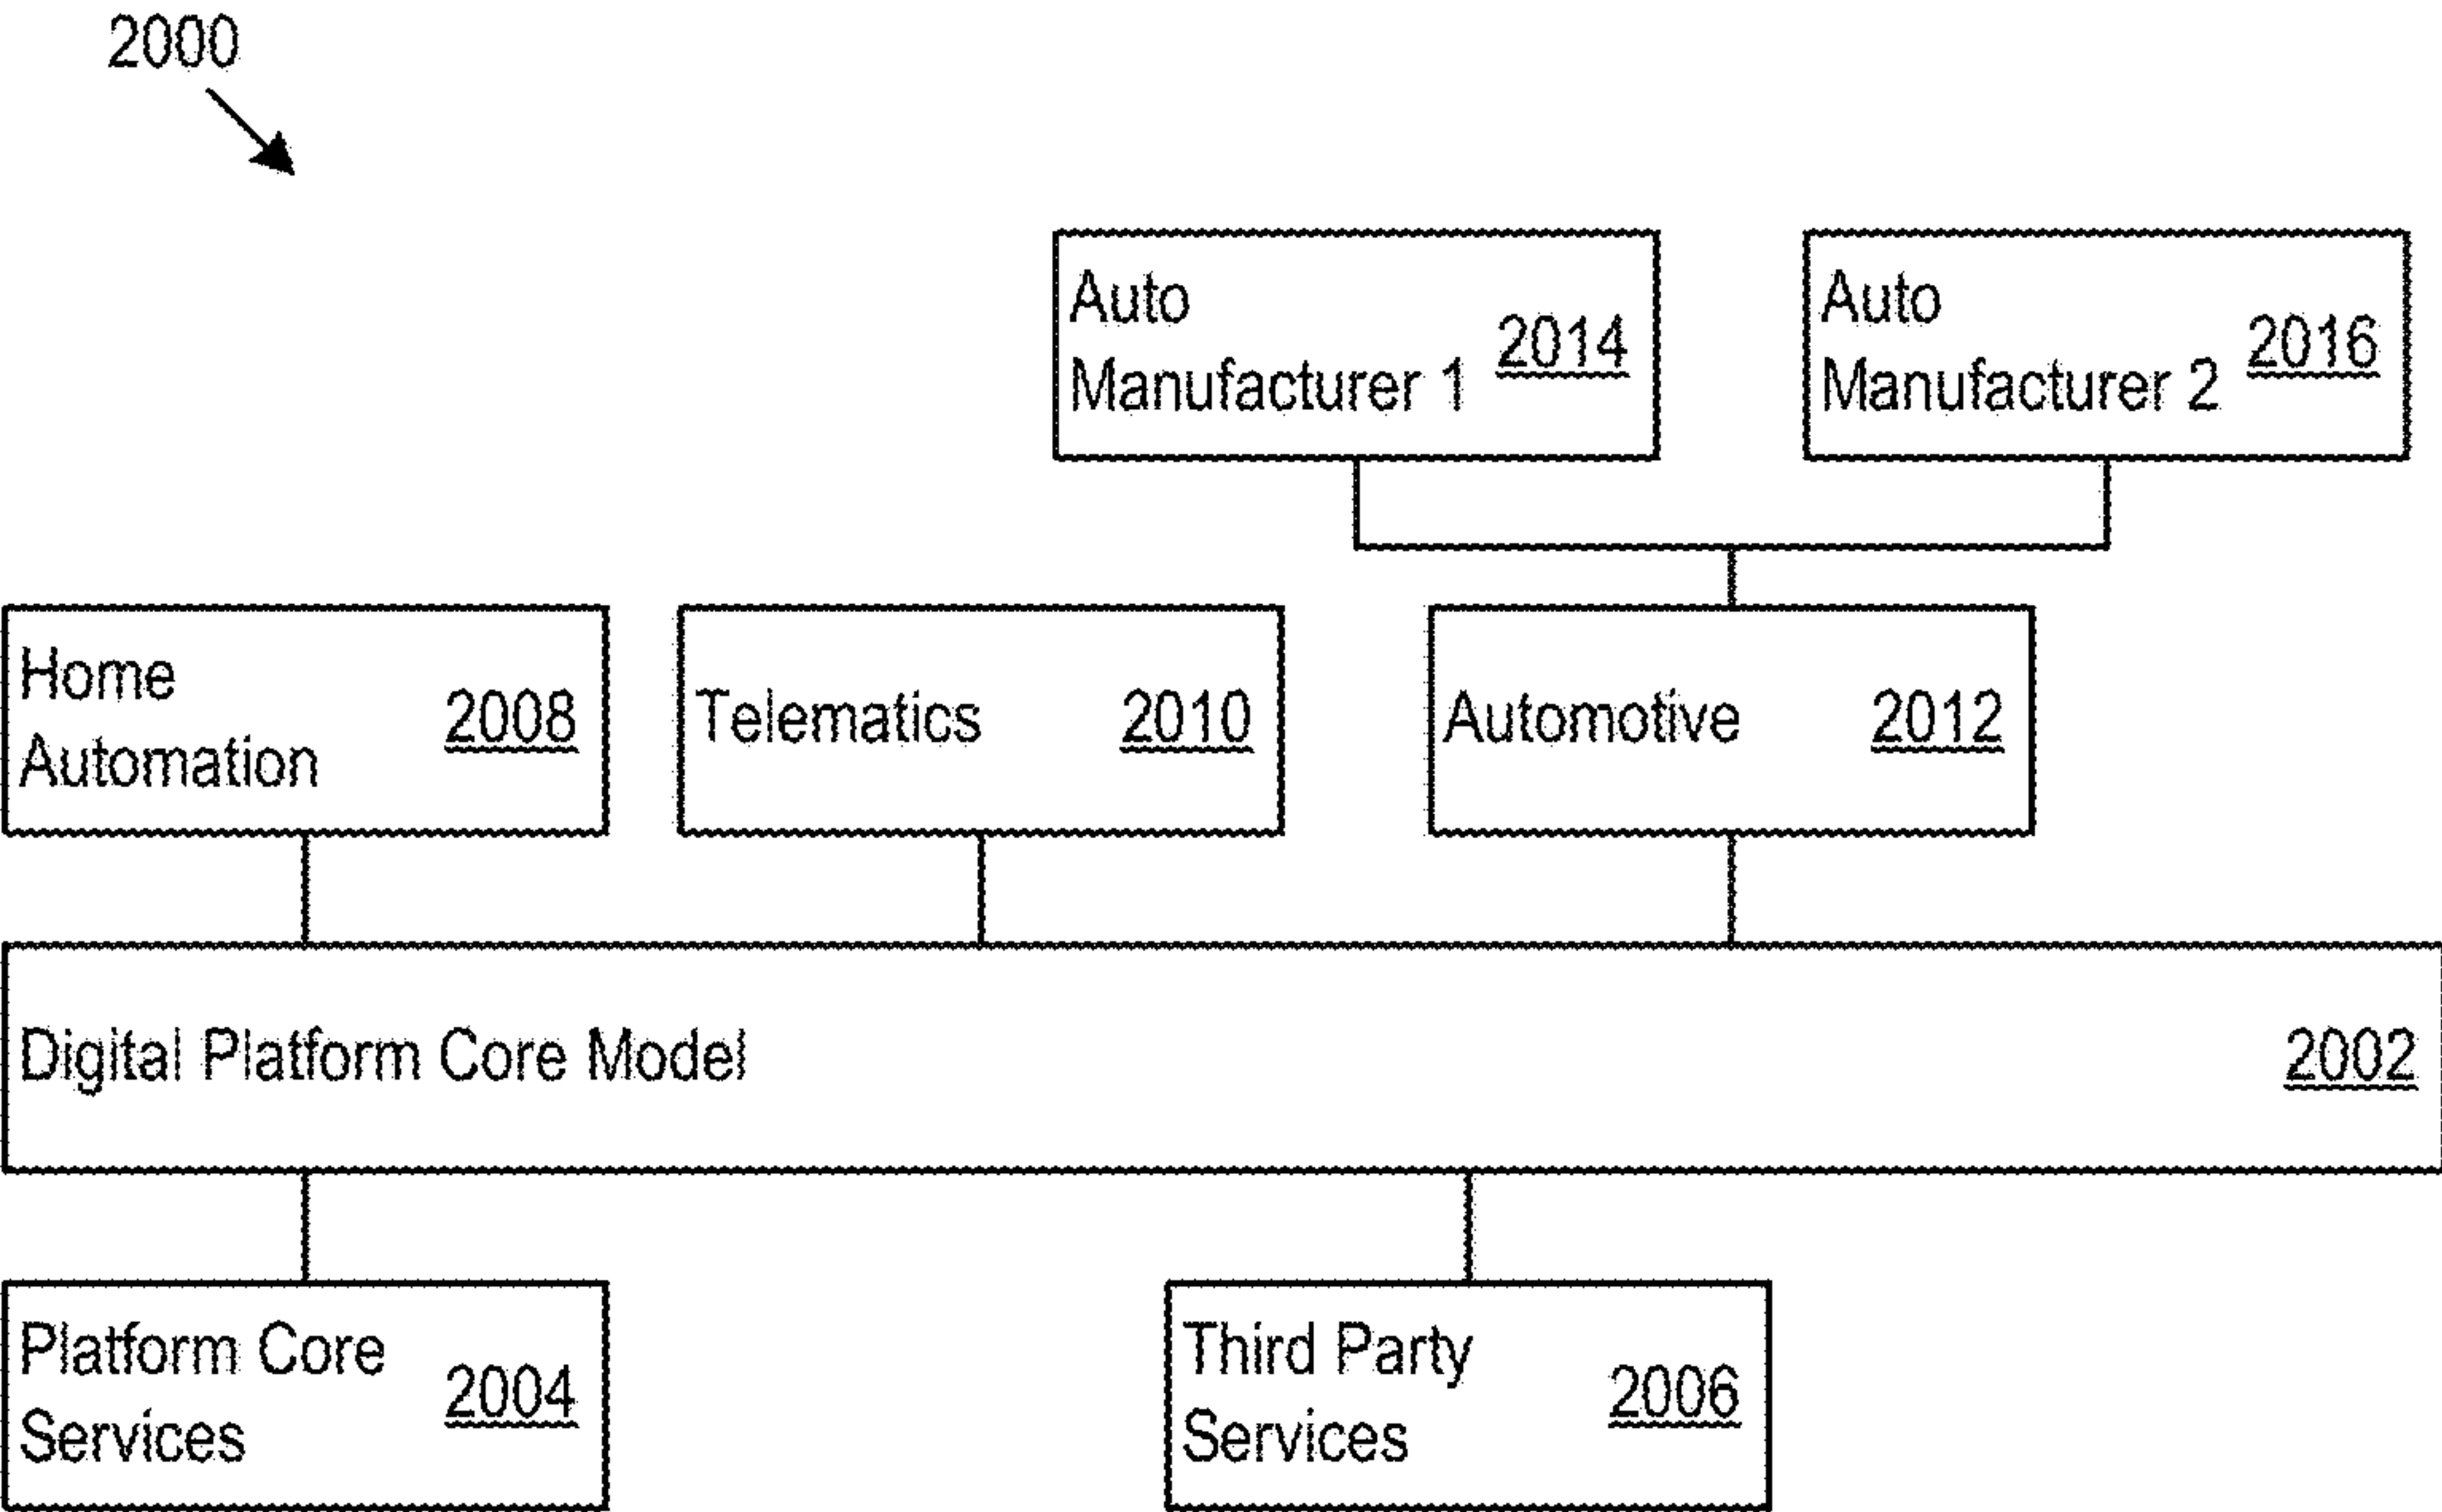 2000
Auto
Manufacturer 1
2014
Auto
Manufacturer 2
2016
Home
Automation
2008
Telematics
2010
Automotive
2012
Digital Platform Core Model
2002
Platform Core
Services
2004
Third Party
Services
2006